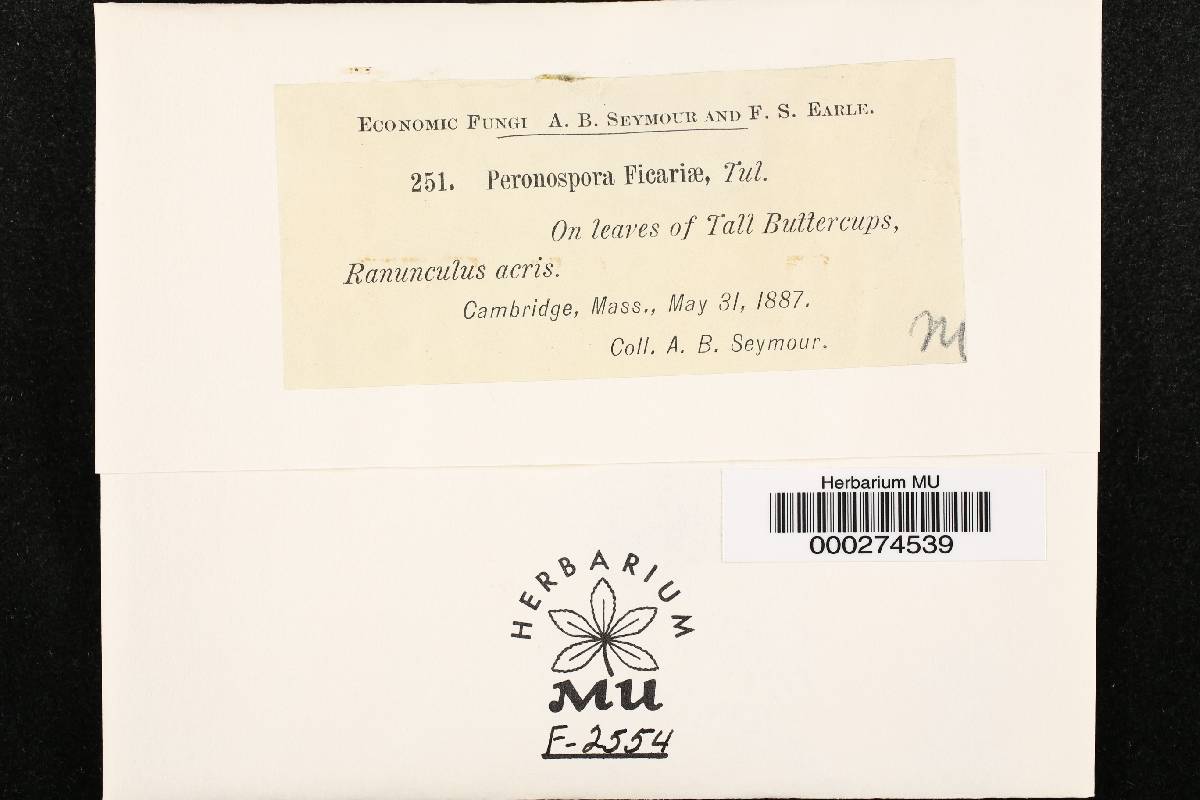 Economic Fungi A. B. Seymour and F. S. Earle.
251. Peronospora Ficariæ, Tul.
On leaves of Tall Buttercups,
Ranunculus acris.
Cambridge, Mass., May 31, 1887.
Coll. A. B. Seymour.
Herbarium MU
000274539
HERBARIUM
MU
F-2554